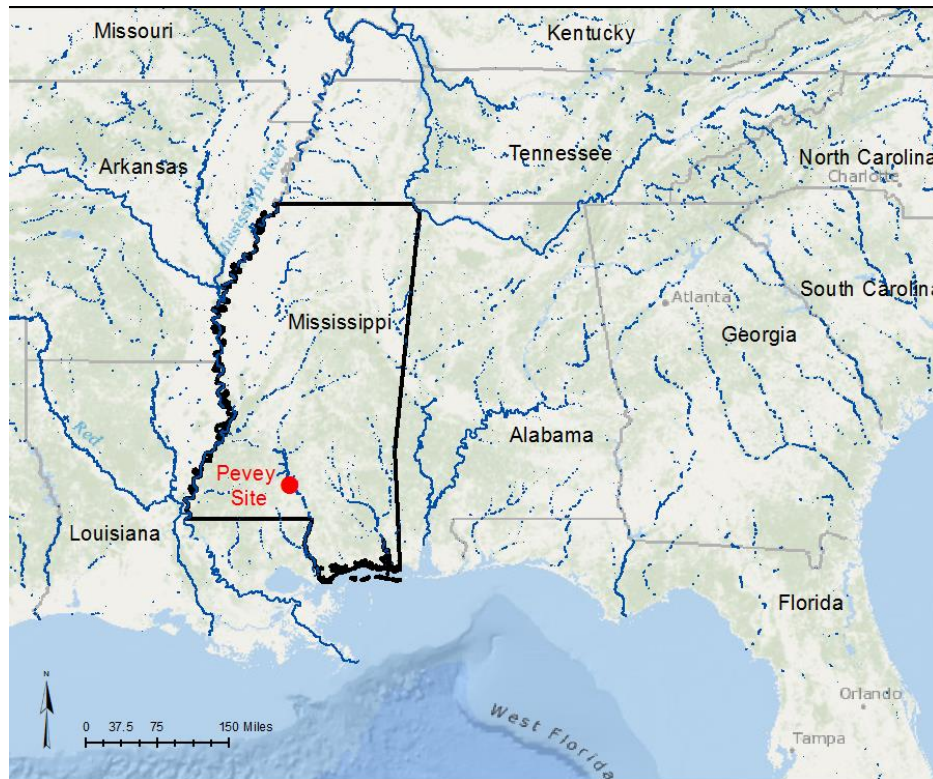 Missouri
Kentucky
Arkansas
Tennessee
North Carolina
Charlotte
Mississippi River
Atlanta
South Carolina
Mississippi
Georgia
Red
Alabama
Pevey
Site
Louisiana
Florida
N
Orlando
West Florida
0 37.5 75 150 Miles
Tampa